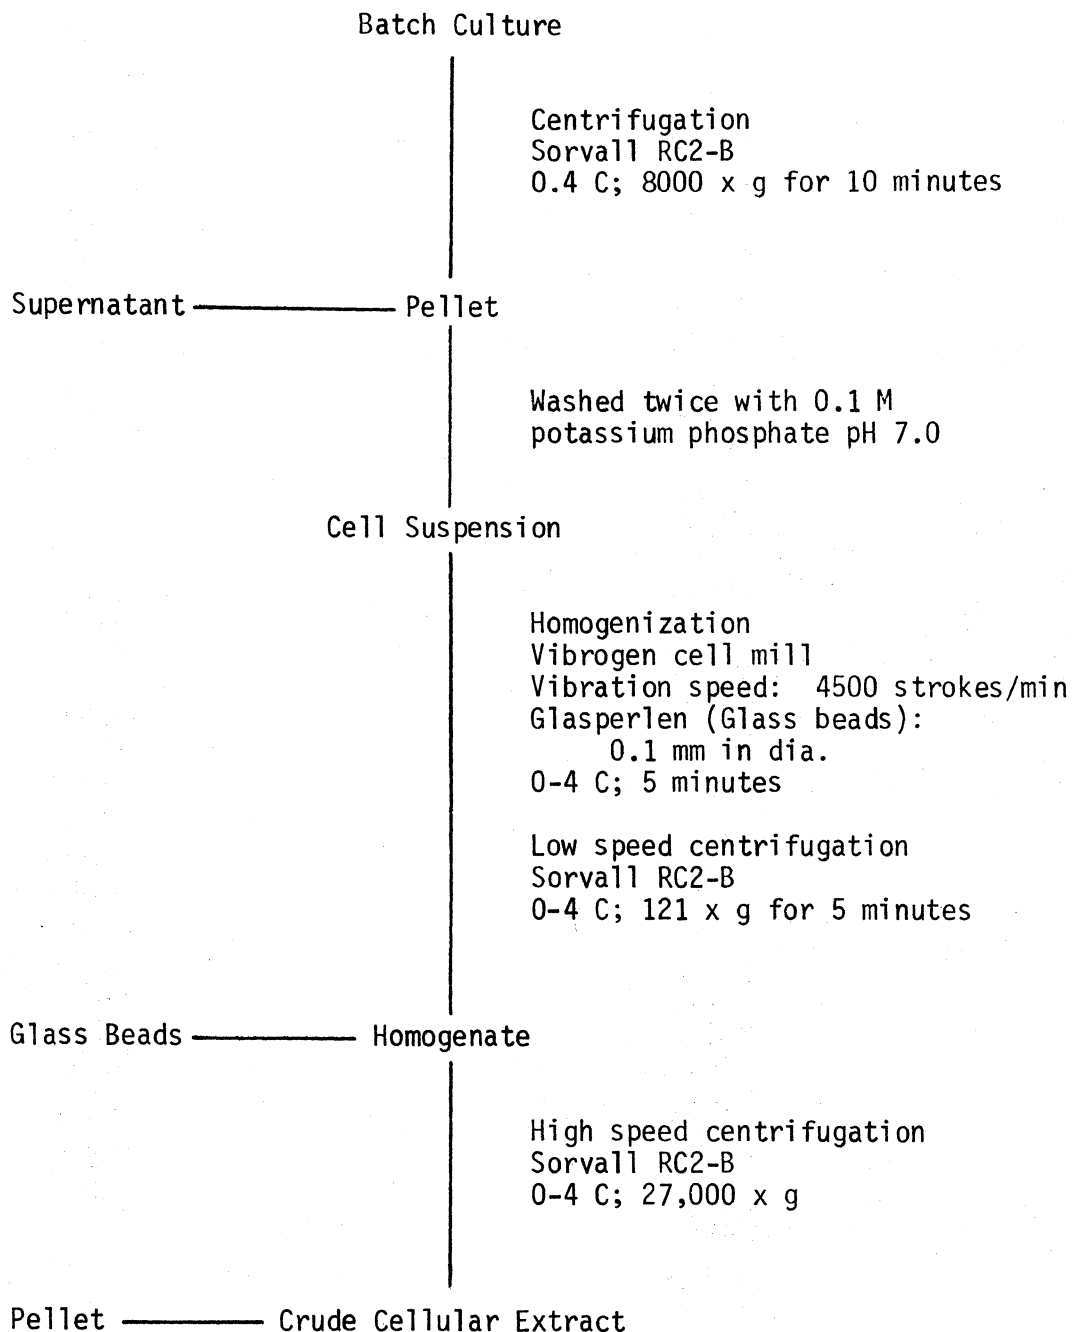 Batch Culture
Centrifugation
Sorvall RC2-B
0.4 C; 8000 x g for 10 minutes
Supernatant Pellet
Washed twice with 0.1 M
potassium phosphate pH 7.0
Cell Suspension
Homogenization
Vibrogen cell mill
Vibration speed: 4500 strokes/min
Glasperlen (Glass beads):
0.1 mm in dia.
0-4 C; 5 minutes
Low speed centrifugation
Sorvall RC2-B
0-4 C; 121 x g for 5 minutes
Glass Beads Homogenate
High speed centrifugation
Sorvall RC2-B
0-4 C; 27,000 x g
Pellet Crude Cellular Extract